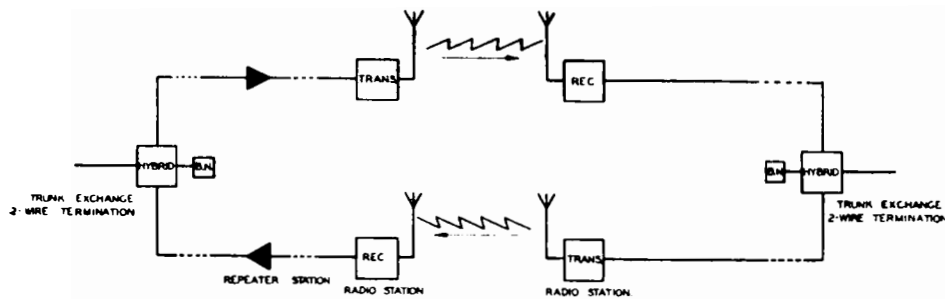 TRANS.
REC
HYBRID
B.N.
B.N
HYBRID
TRUNK EXCHANGE
2-WIRE TERMINATION
TRUNK EXCHANGE
2-WIRE TERMINATION
REC
TRANS.
REPEATER STATION
RADIO STATION
RADIO STATION.